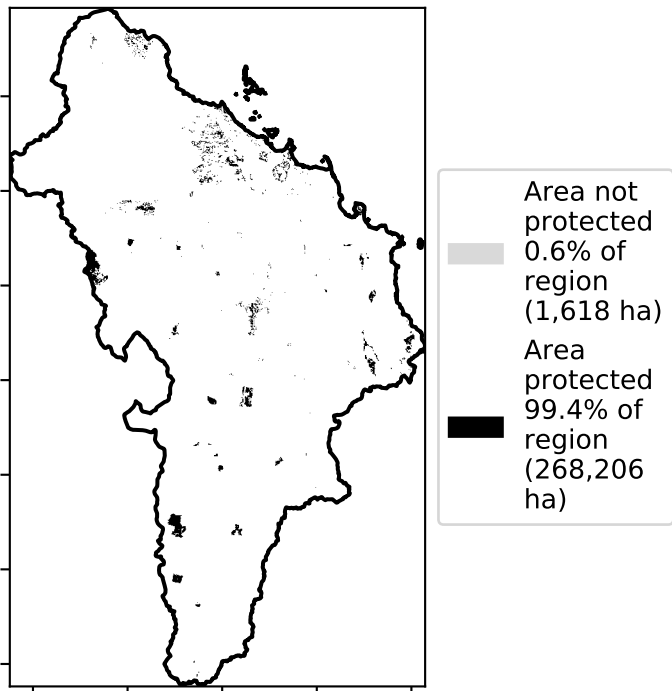 Area not
protected
0.6% of
region
(1,618 ha)
Area
protected
99.4% of
region
(268,206
ha)